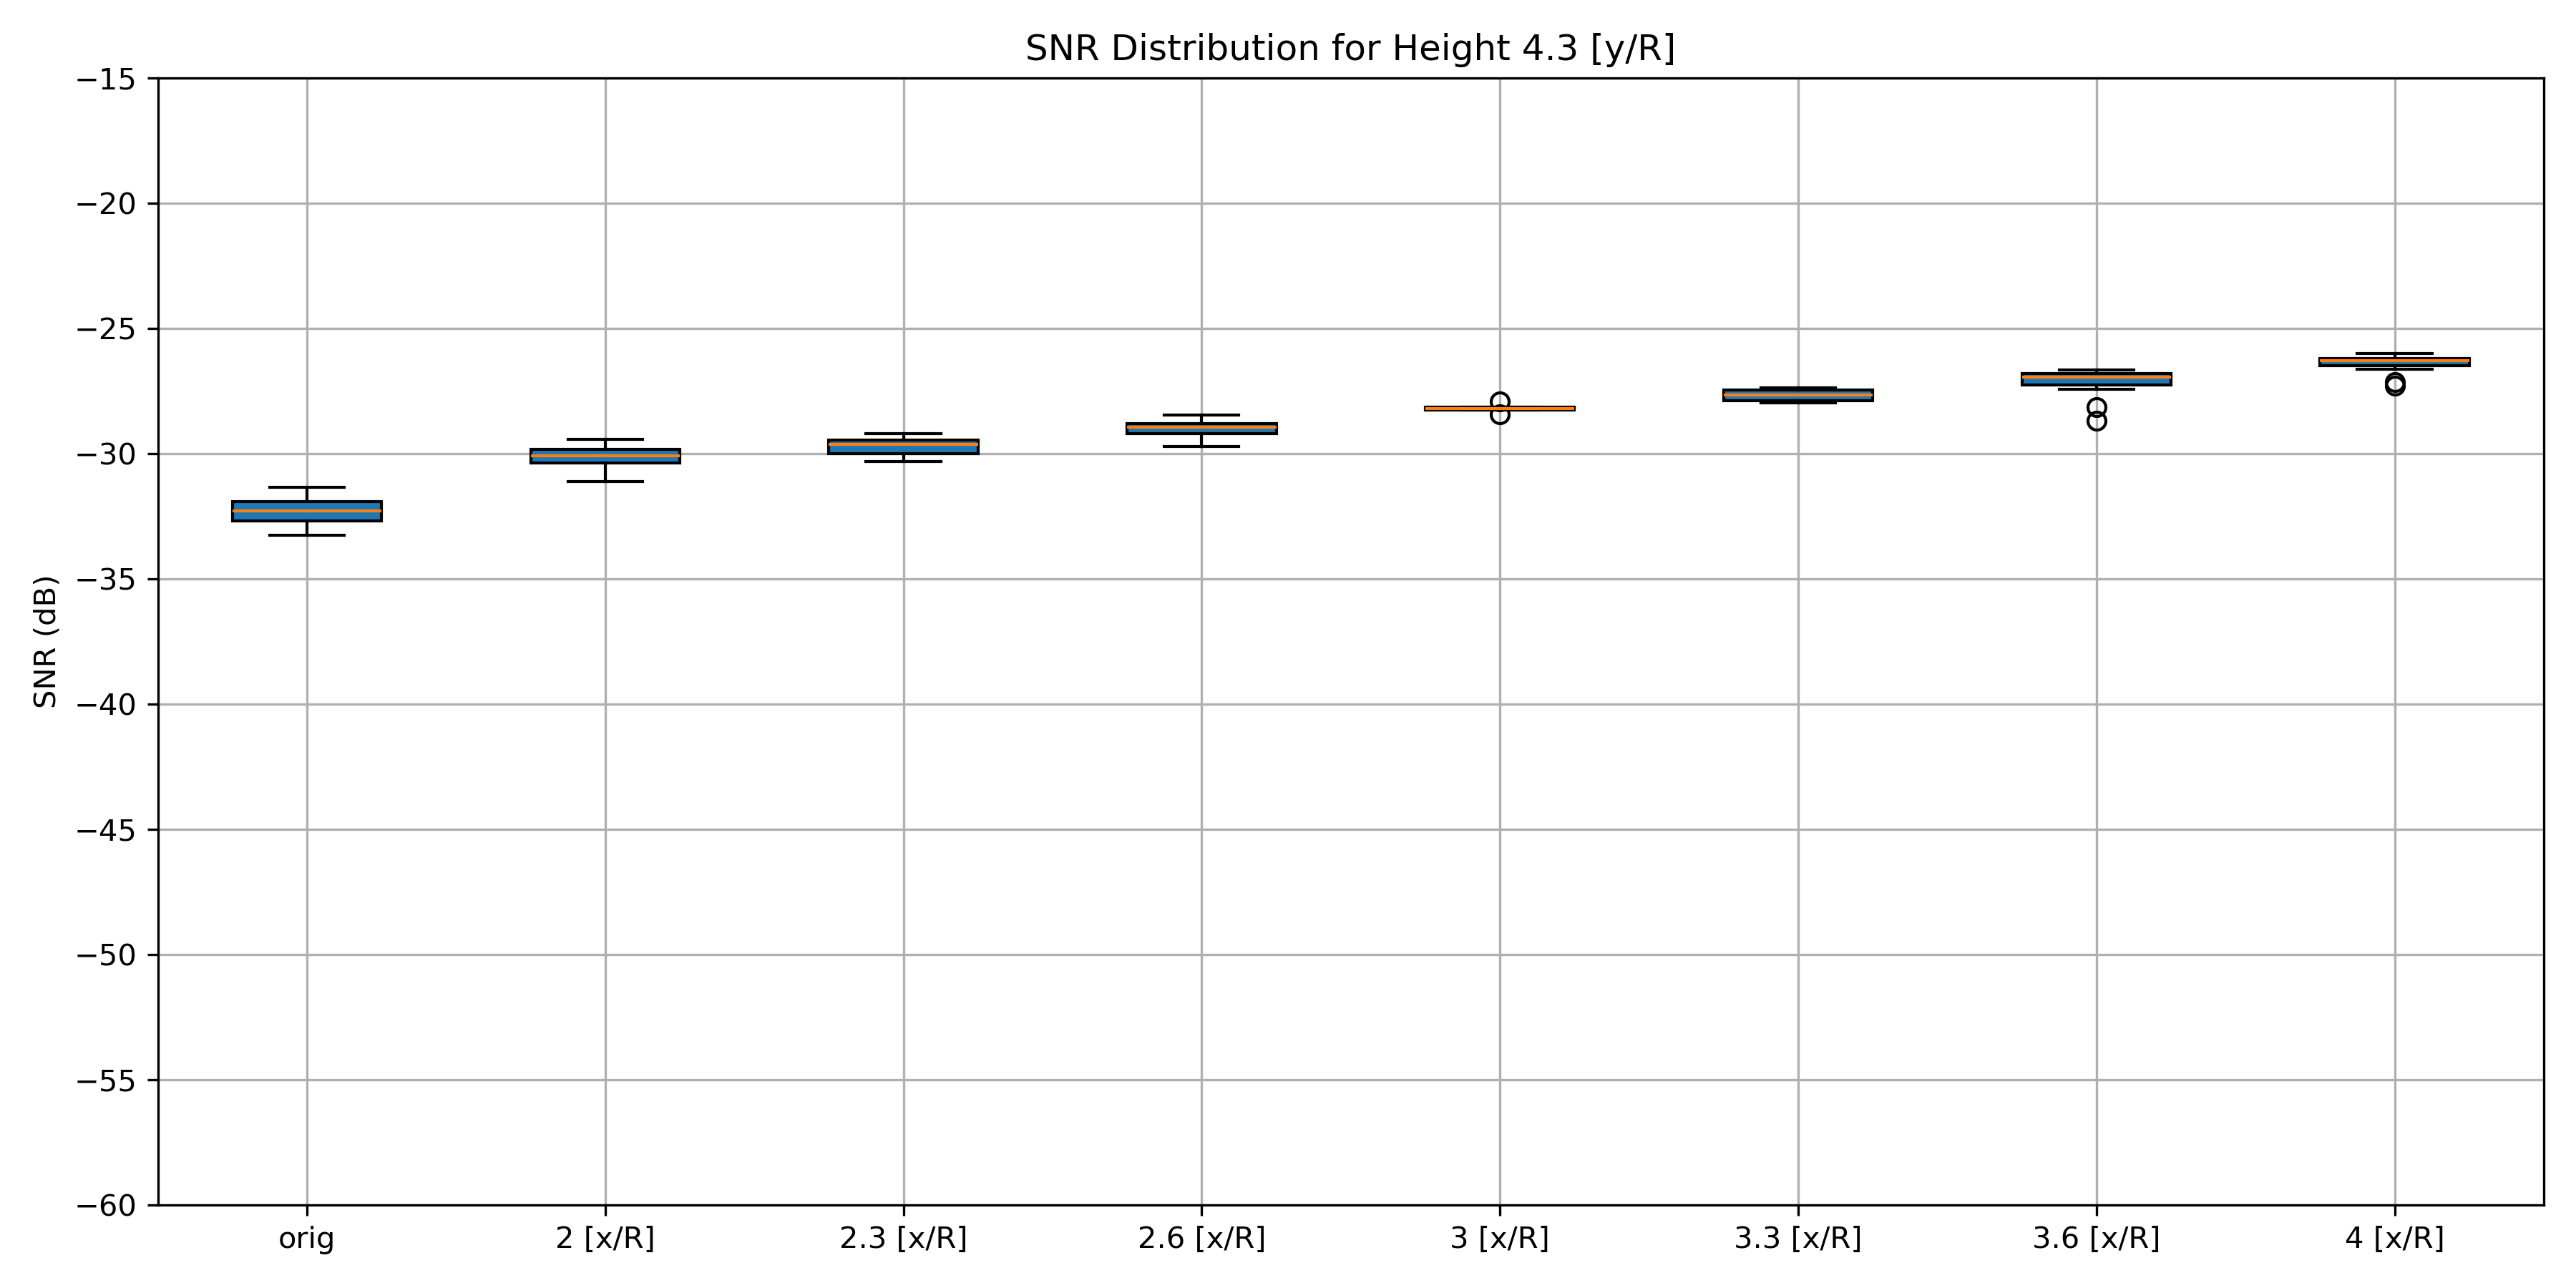 SNR Distribution for Height 4.3 [y/R]
−15
−20
−25
−30
−35
−40
−45
−50
−55
−60
SNR (dB)
orig
2 [x/R]
2.3 [x/R]
2.6 [x/R]
3 [x/R]
3.3 [x/R]
3.6 [x/R]
4 [x/R]